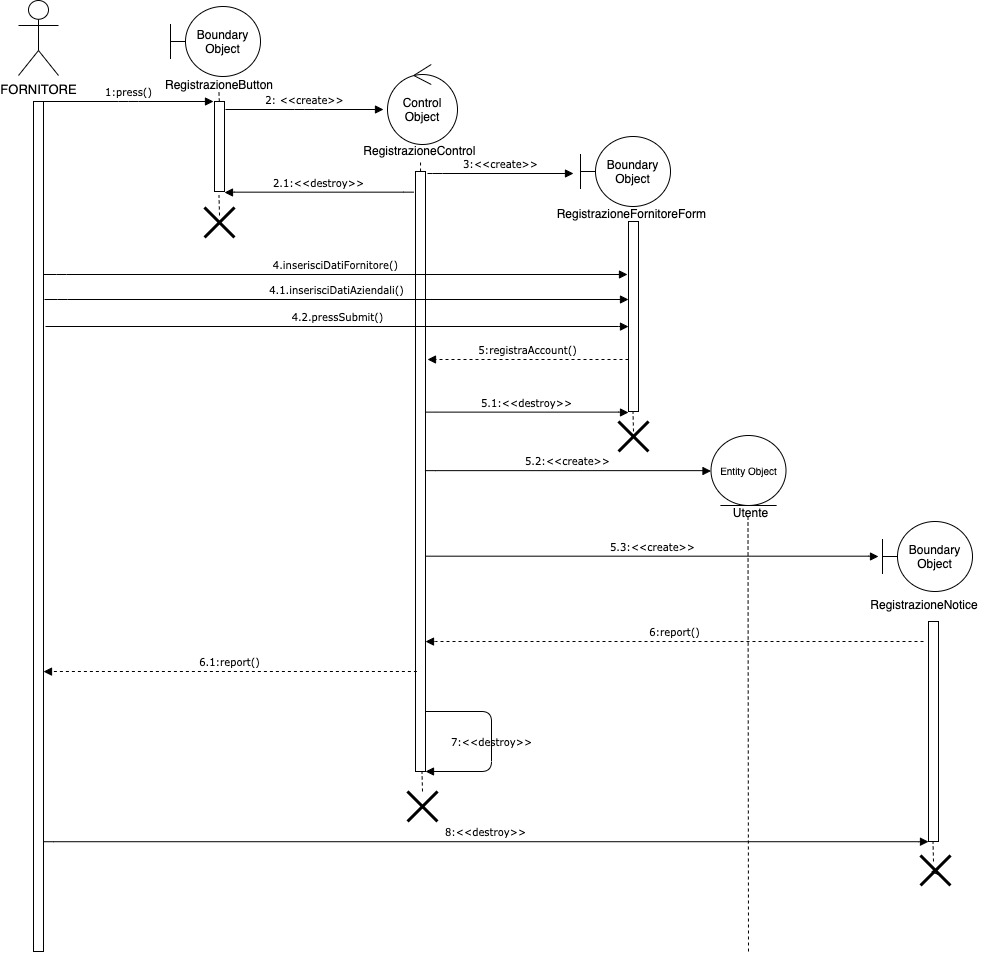 Boundary
Object
RegistrazioneButton
FORNITORE
1:press()
2: <<create>>
Control
Object
RegistrazioneControl
3:<<create>>
Boundary
Object
2.1:<<destroy>>
RegistrazioneFornitoreForm
4.inserisciDatiFornitore()
4.1.inserisciDatiAziendali()
4.2.pressSubmit()
5:registraAccount()
5.1:<<destroy>>
5.2:<<create>>
Entity Object
Utente
5.3:<<create>>
Boundary
Object
RegistrazioneNotice
6:report()
6.1:report()
7:<<destroy>>
8:<<destroy>>